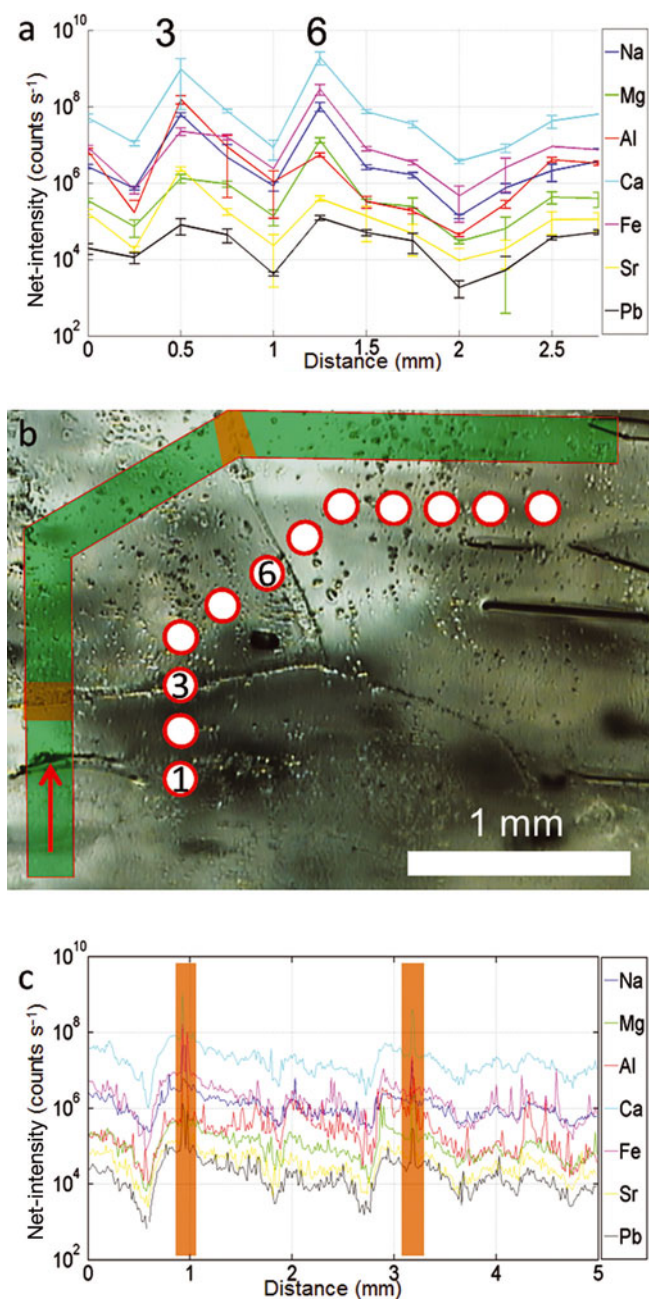 a
3 6
10^10
10^8
10^6
10^4
10^2
Net-intensity (counts s⁻¹)
0 0.5 1 1.5 2 2.5
Distance (mm)
Na
Mg
Al
Ca
Fe
Sr
Pb
b
6
3
1
1 mm
c
10^10
10^8
10^6
10^4
10^2
Net-intensity (counts s⁻¹)
0 1 2 3 4 5
Distance (mm)
Na
Mg
Al
Ca
Fe
Sr
Pb